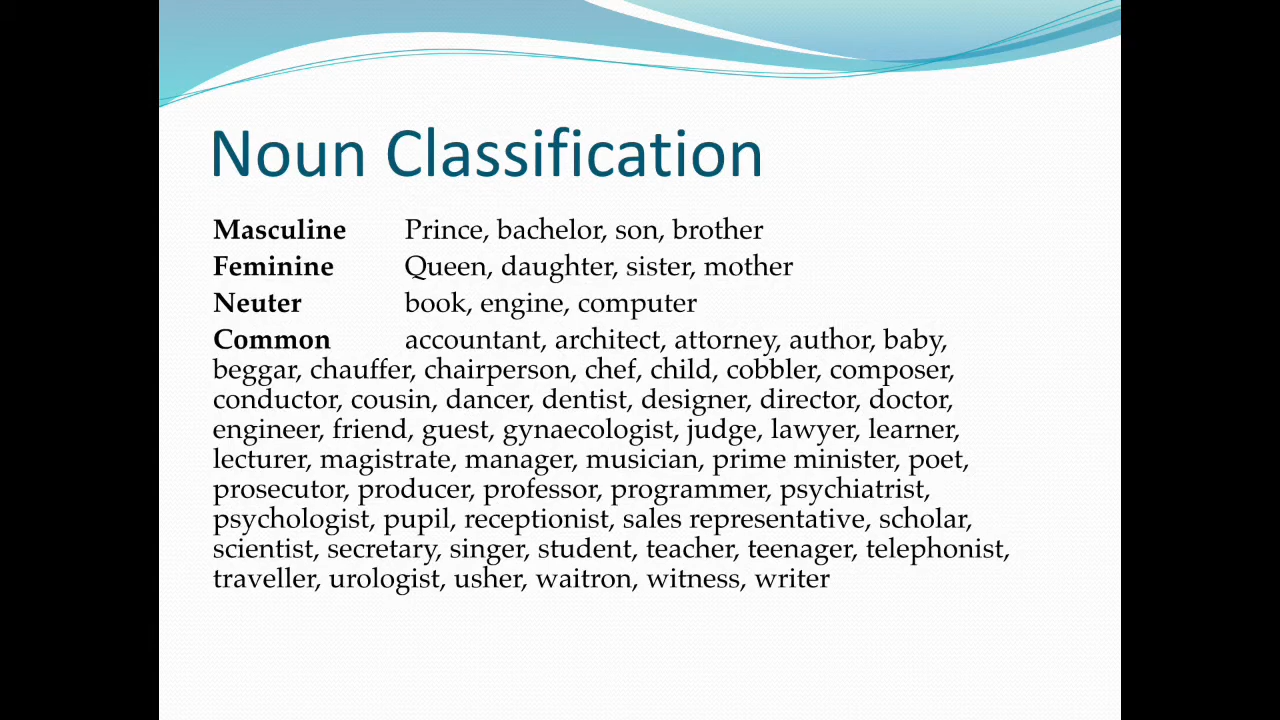 Noun Classification
Masculine Prince, bachelor, son, brother
Feminine Queen, daughter, sister, mother
Neuter book, engine, computer
Common accountant, architect, attorney, author, baby,
beggar, chauffer, chairperson, chef, child, cobbler, composer,
conductor, cousin, dancer, dentist, designer, director, doctor,
engineer, friend, guest, gynaecologist, judge, lawyer, learner,
lecturer, magistrate, manager, musician, prime minister, poet,
prosecutor, producer, professor, programmer, psychiatrist,
psychologist, pupil, receptionist, sales representative, scholar,
scientist, secretary, singer, student, teacher, teenager, telephonist,
traveller, urologist, usher, waitron, witness, writer